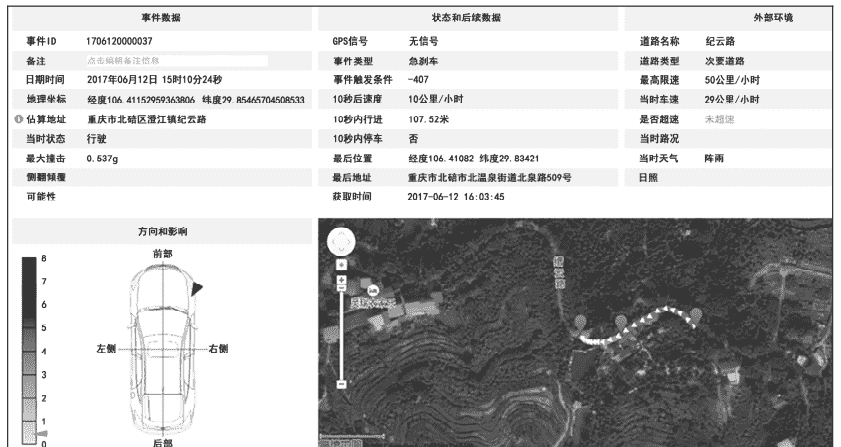 事件数据
事件ID 1706120000037
备注 点击编辑备注信息
日期时间 2017年06月12日 15时10分24秒
地理坐标 经度106.41152959363806 纬度29.85465704508533
估算地址 重庆市北碚区澄江镇纪云路
当时状态 行驶
最大撞击 0.537g
侧翻倾覆
可能性
状态和后续数据
GPS信号 无信号
事件类型 急刹车
事件触发条件 -407
10秒后速度 10公里/小时
10秒内行进 107.52米
10秒内停车 否
最后位置 经度106.41082 纬度29.83421
最后地址 重庆市北碚市北温泉街道北泉路509号
获取时间 2017-06-12 16:03:45
外部环境
道路名称 纪云路
道路类型 次要道路
最高限速 50公里/小时
当时车速 29公里/小时
是否超速 未超速
当时路况
当时天气 阵雨
日照
方向和影响
前部
左侧
右侧
后部
8
7
6
5
4
3
2
1
0